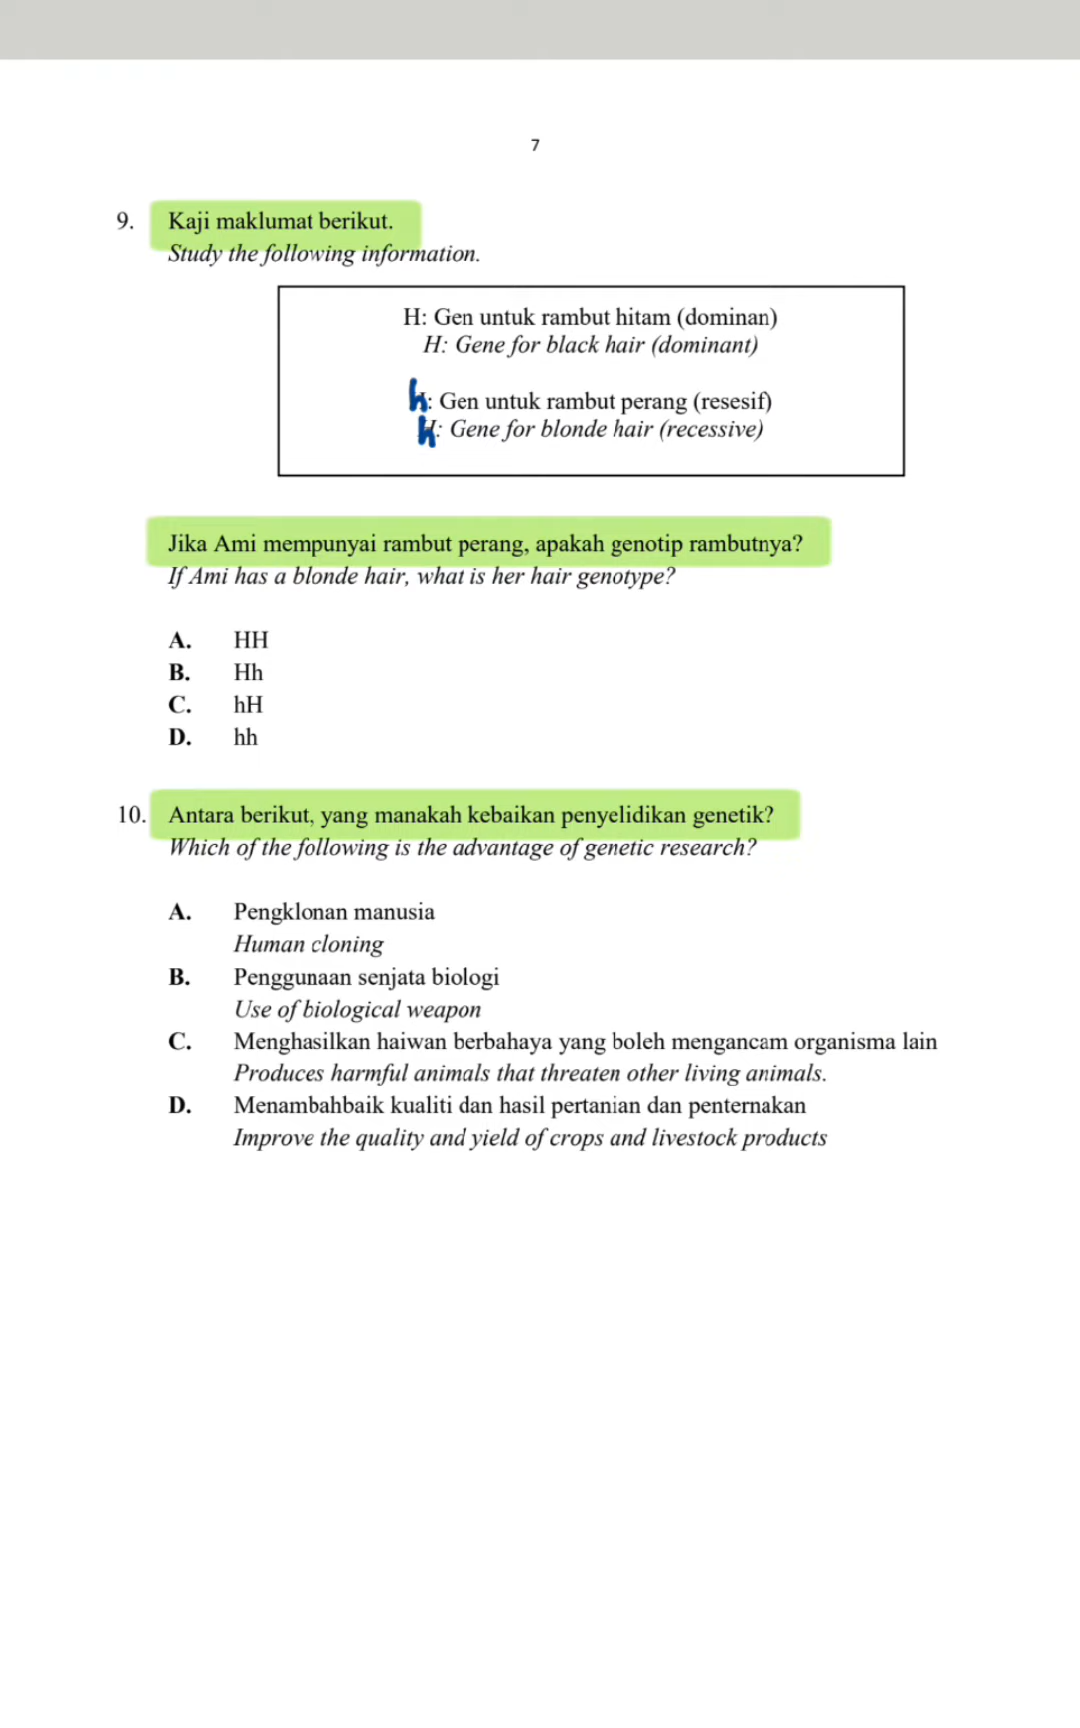 7
9. Kaji maklumat berikut.
Study the following information.
H: Gen untuk rambut hitam (dominan)
H: Gene for black hair (dominant)
h: Gen untuk rambut perang (resesif)
h: Gene for blonde hair (recessive)
Jika Ami mempunyai rambut perang, apakah genotip rambutnya?
If Ami has a blonde hair, what is her hair genotype?
A. HH
B. Hh
C. hH
D. hh
10. Antara berikut, yang manakah kebaikan penyelidikan genetik?
Which of the following is the advantage of genetic research?
A. Pengklonan manusia
Human cloning
B. Penggunaan senjata biologi
Use of biological weapon
C. Menghasilkan haiwan berbahaya yang boleh mengancam organisma lain
Produces harmful animals that threaten other living animals.
D. Menambahbaik kualiti dan hasil pertanian dan penternakan
Improve the quality and yield of crops and livestock products